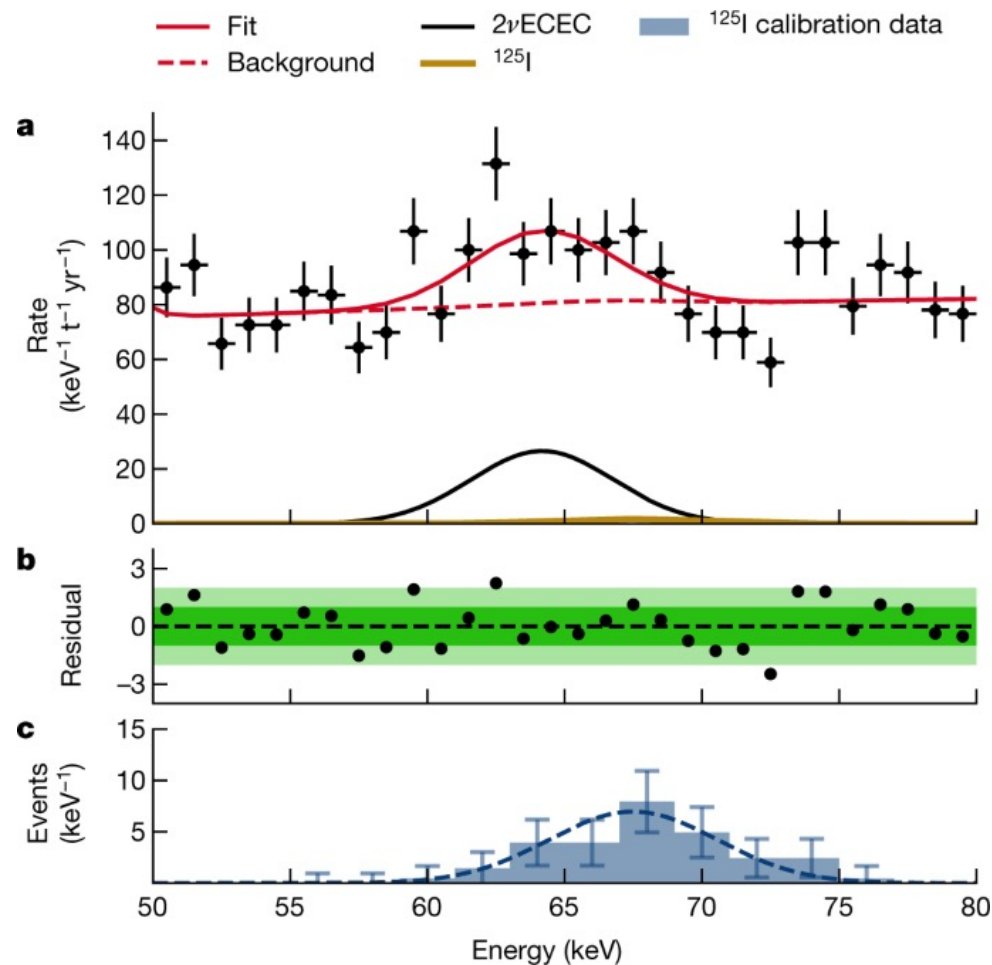 Fit
Background
2νECEC
¹²⁵I
¹²⁵I calibration data
a
140
120
100
80
60
40
20
0
Rate
(keV⁻¹ t⁻¹ yr⁻¹)
b
3
0
−3
Residual
c
15
10
5
Events
(keV⁻¹)
50 55 60 65 70 75 80
Energy (keV)